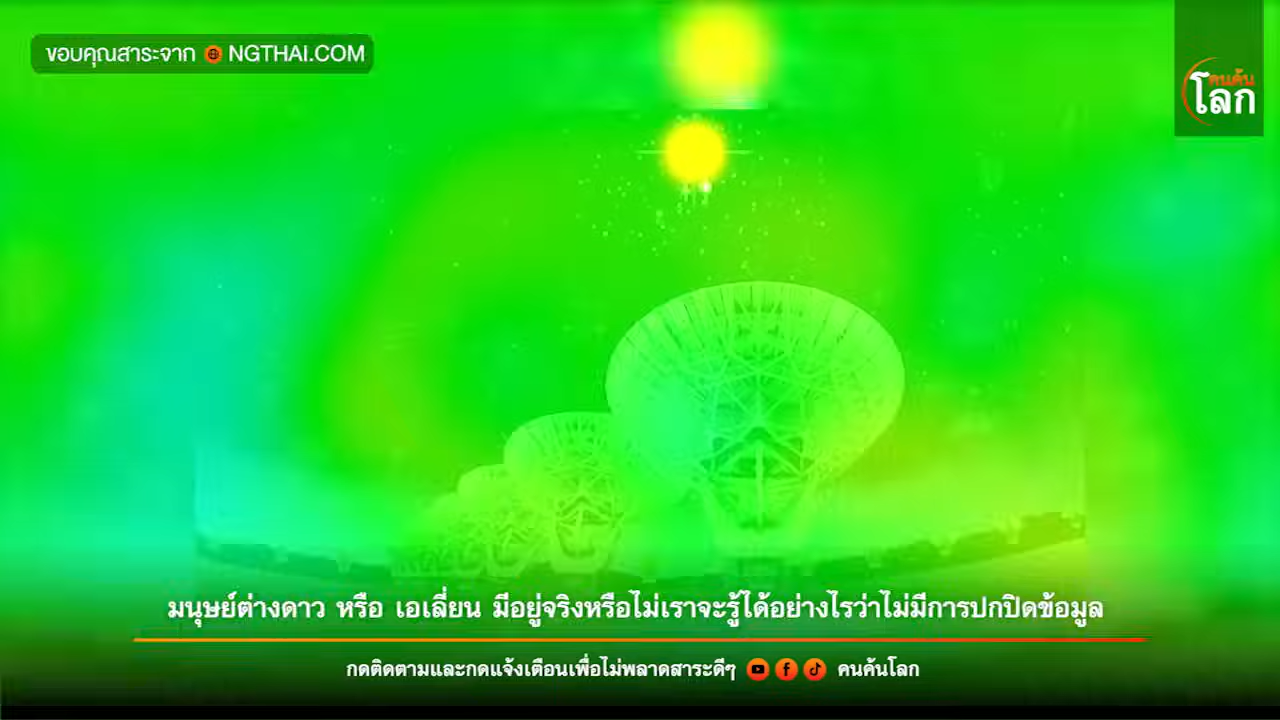 ขอบคุณสาระจาก NGTHAI.COM
คนค้น
โลก
มนุษย์ต่างดาว หรือ เอเลี่ยน มีอยู่จริงหรือไม่เราจะรู้ได้อย่างไรว่าไม่มีการปกปิดข้อมูล
กดติดตามและกดแจ้งเตือนเพื่อไม่พลาดสาระดีๆ คนค้นโลก